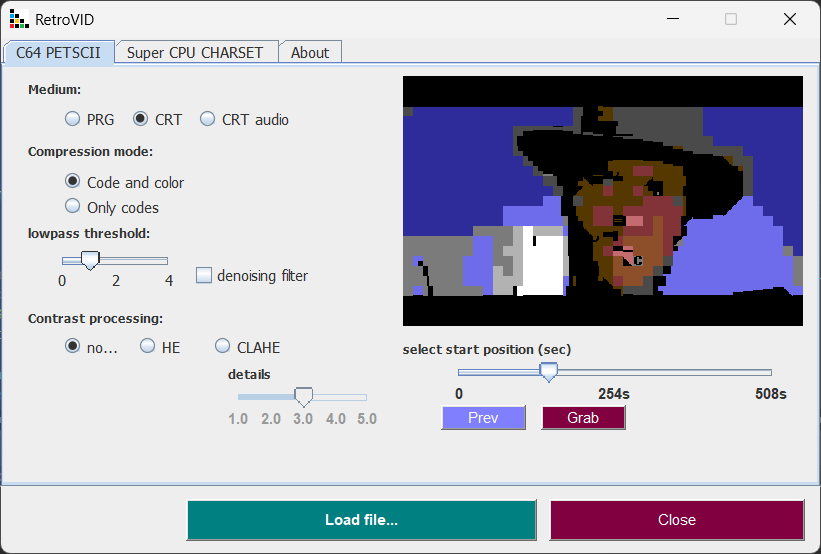 RetroVID
C64 PETSCII Super CPU CHARSET About
Medium:
PRG CRT CRT audio
Compression mode:
Code and color
Only codes
lowpass threshold:
0 2 4
denoising filter
Contrast processing:
no... HE CLAHE
details
1.0 2.0 3.0 4.0 5.0
select start position (sec)
0 254s 508s
Prev Grab
Load file... Close